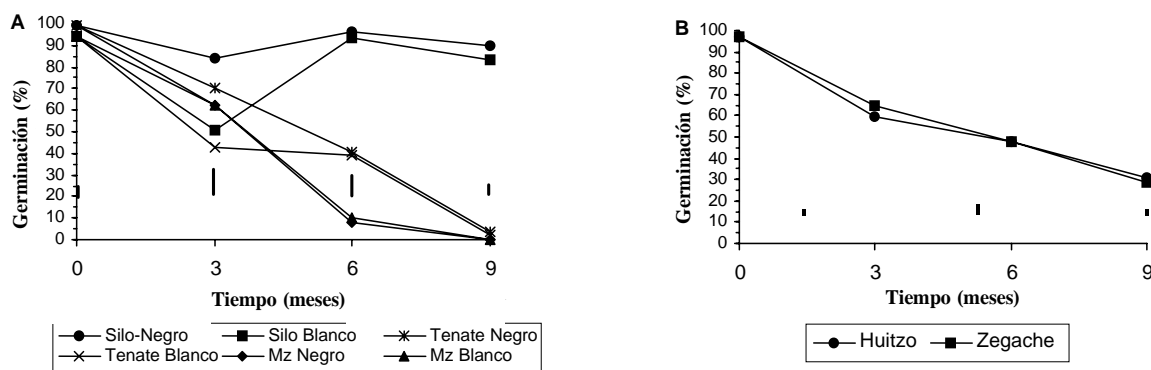 A
Germinación (%)
100
90
80
70
60
50
40
30
20
10
0
0 3 6 9
Tiempo (meses)
Silo-Negro Silo Blanco Tenate Negro
Tenate Blanco Mz Negro Mz Blanco
B
Germinación (%)
100
90
80
70
60
50
40
30
20
10
0
0 3 6 9
Tiempo (meses)
Huitzo Zegache